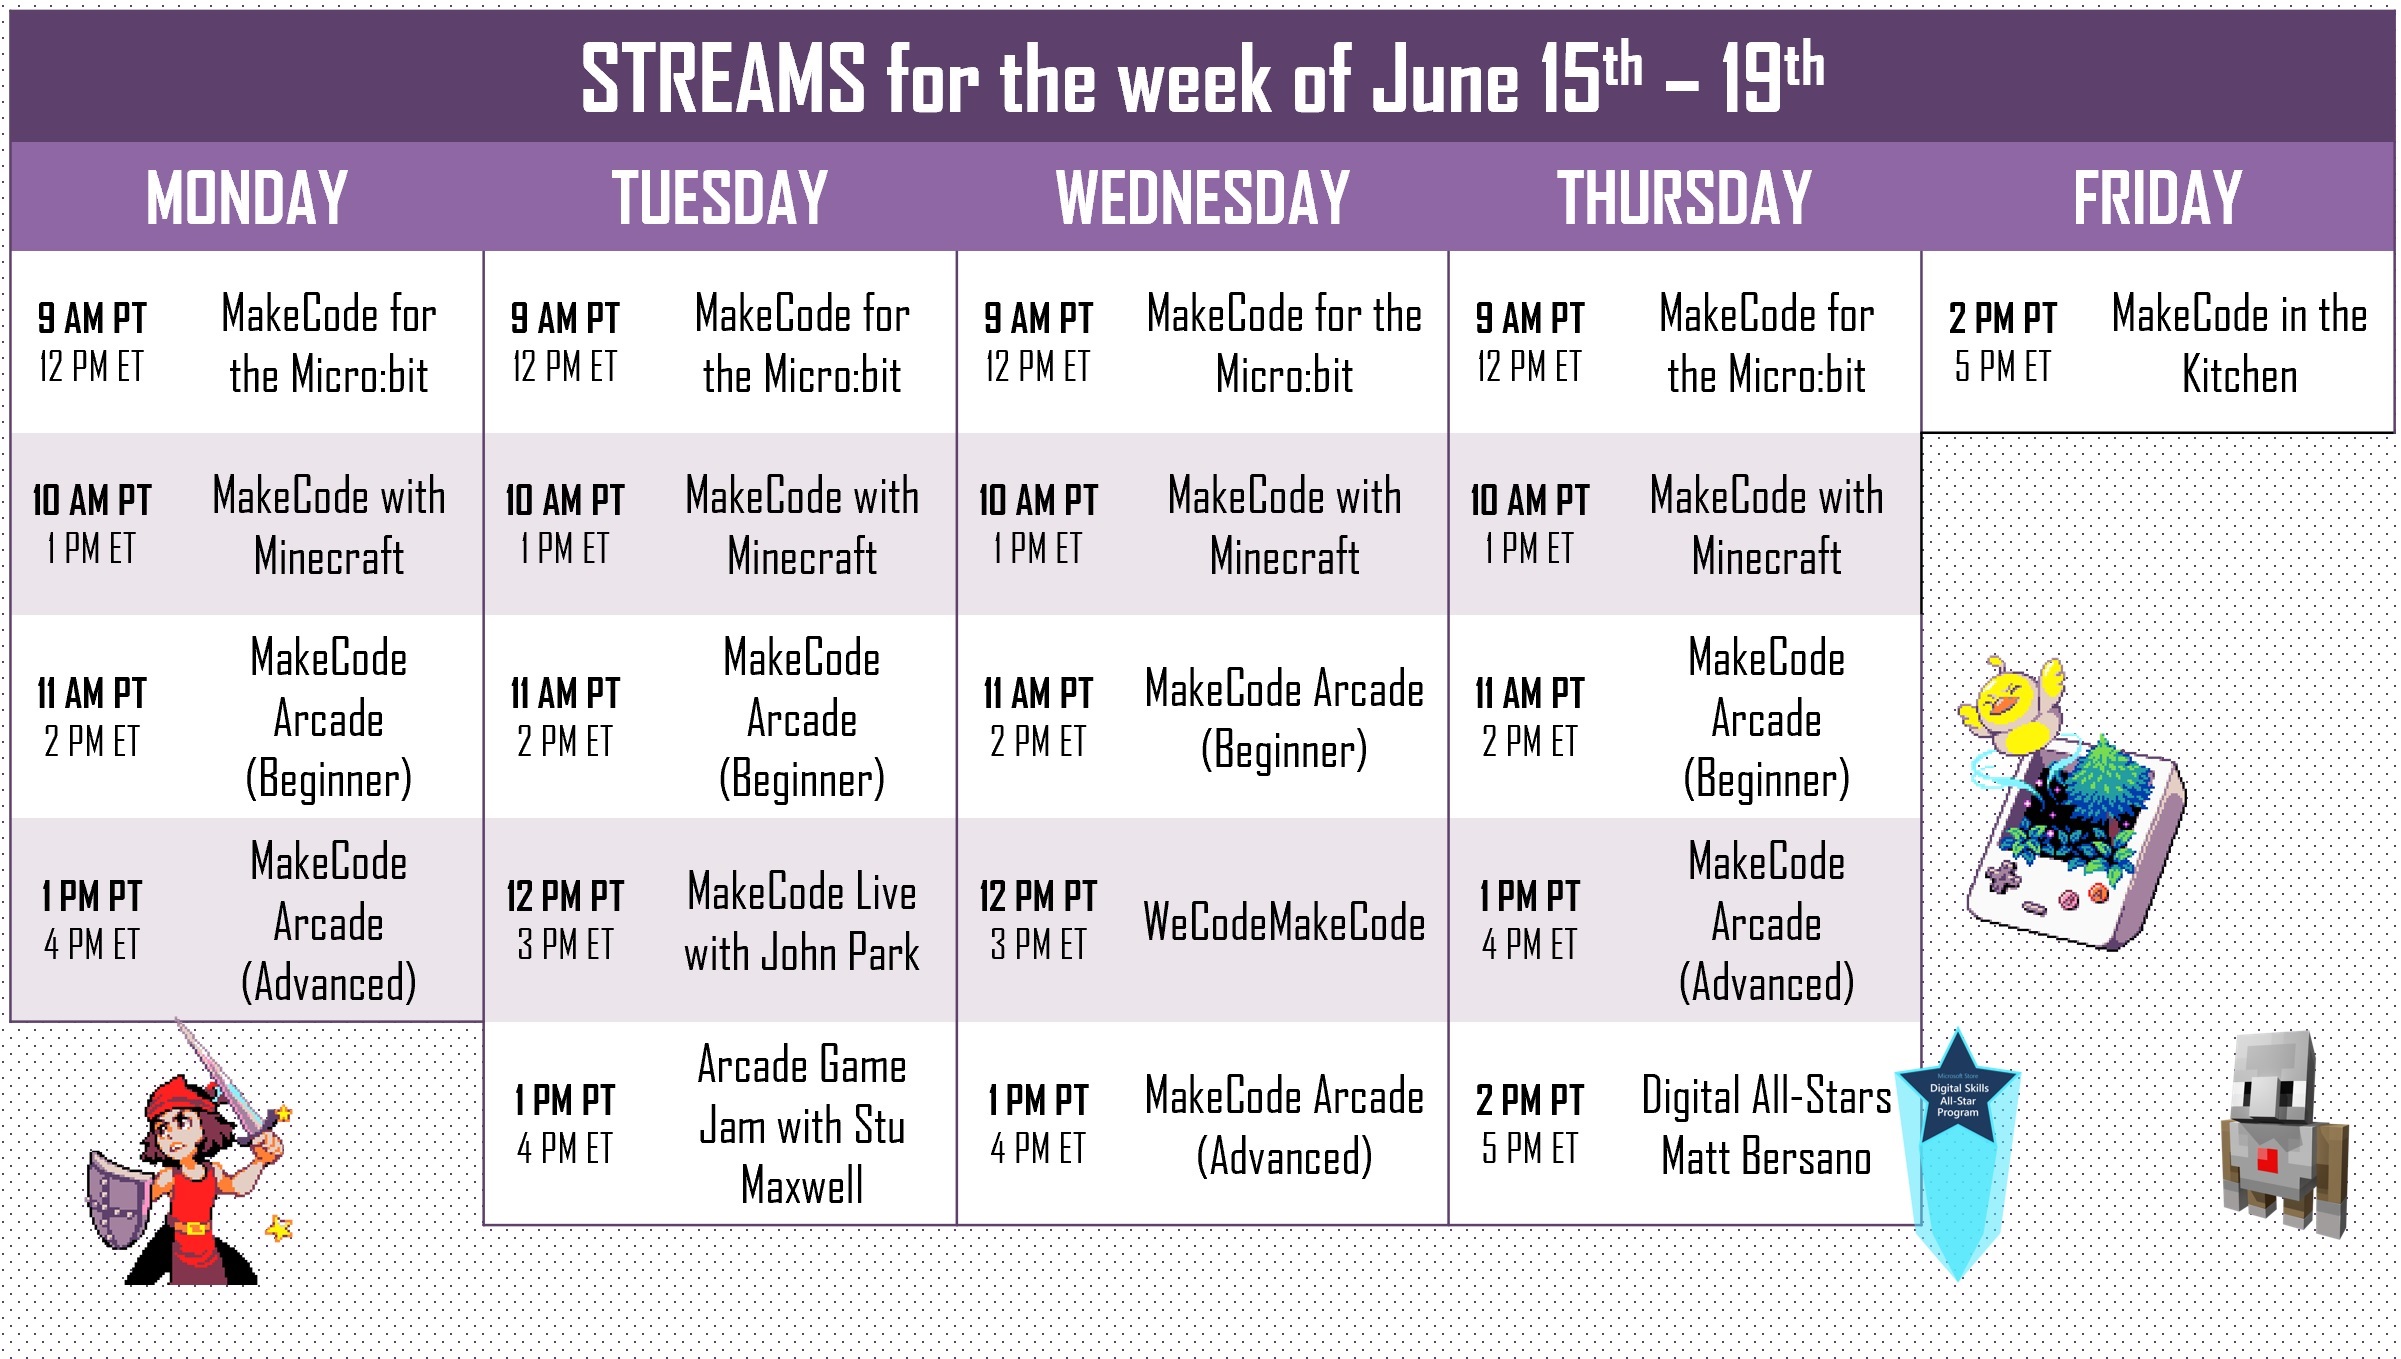 STREAMS for the week of June 15th – 19th
MONDAY
TUESDAY
WEDNESDAY
THURSDAY
FRIDAY
9 AM PT
12 PM ET
MakeCode for
the Micro:bit
9 AM PT
12 PM ET
MakeCode for
the Micro:bit
9 AM PT
12 PM ET
MakeCode for the
Micro:bit
9 AM PT
12 PM ET
MakeCode for
the Micro:bit
2 PM PT
5 PM ET
MakeCode in the
Kitchen
10 AM PT
1 PM ET
MakeCode with
Minecraft
10 AM PT
1 PM ET
MakeCode with
Minecraft
10 AM PT
1 PM ET
MakeCode with
Minecraft
10 AM PT
1 PM ET
MakeCode with
Minecraft
11 AM PT
2 PM ET
MakeCode
Arcade
(Beginner)
11 AM PT
2 PM ET
MakeCode
Arcade
(Beginner)
11 AM PT
2 PM ET
MakeCode Arcade
(Beginner)
11 AM PT
2 PM ET
MakeCode
Arcade
(Beginner)
1 PM PT
4 PM ET
MakeCode
Arcade
(Advanced)
12 PM PT
3 PM ET
MakeCode Live
with John Park
12 PM PT
3 PM ET
WeCodeMakeCode
1 PM PT
4 PM ET
MakeCode
Arcade
(Advanced)
1 PM PT
4 PM ET
Arcade Game
Jam with Stu
Maxwell
1 PM PT
4 PM ET
MakeCode Arcade
(Advanced)
2 PM PT
5 PM ET
Digital All-Stars
Matt Bersano
Microsoft Store
Digital Skills
All-Star
Program